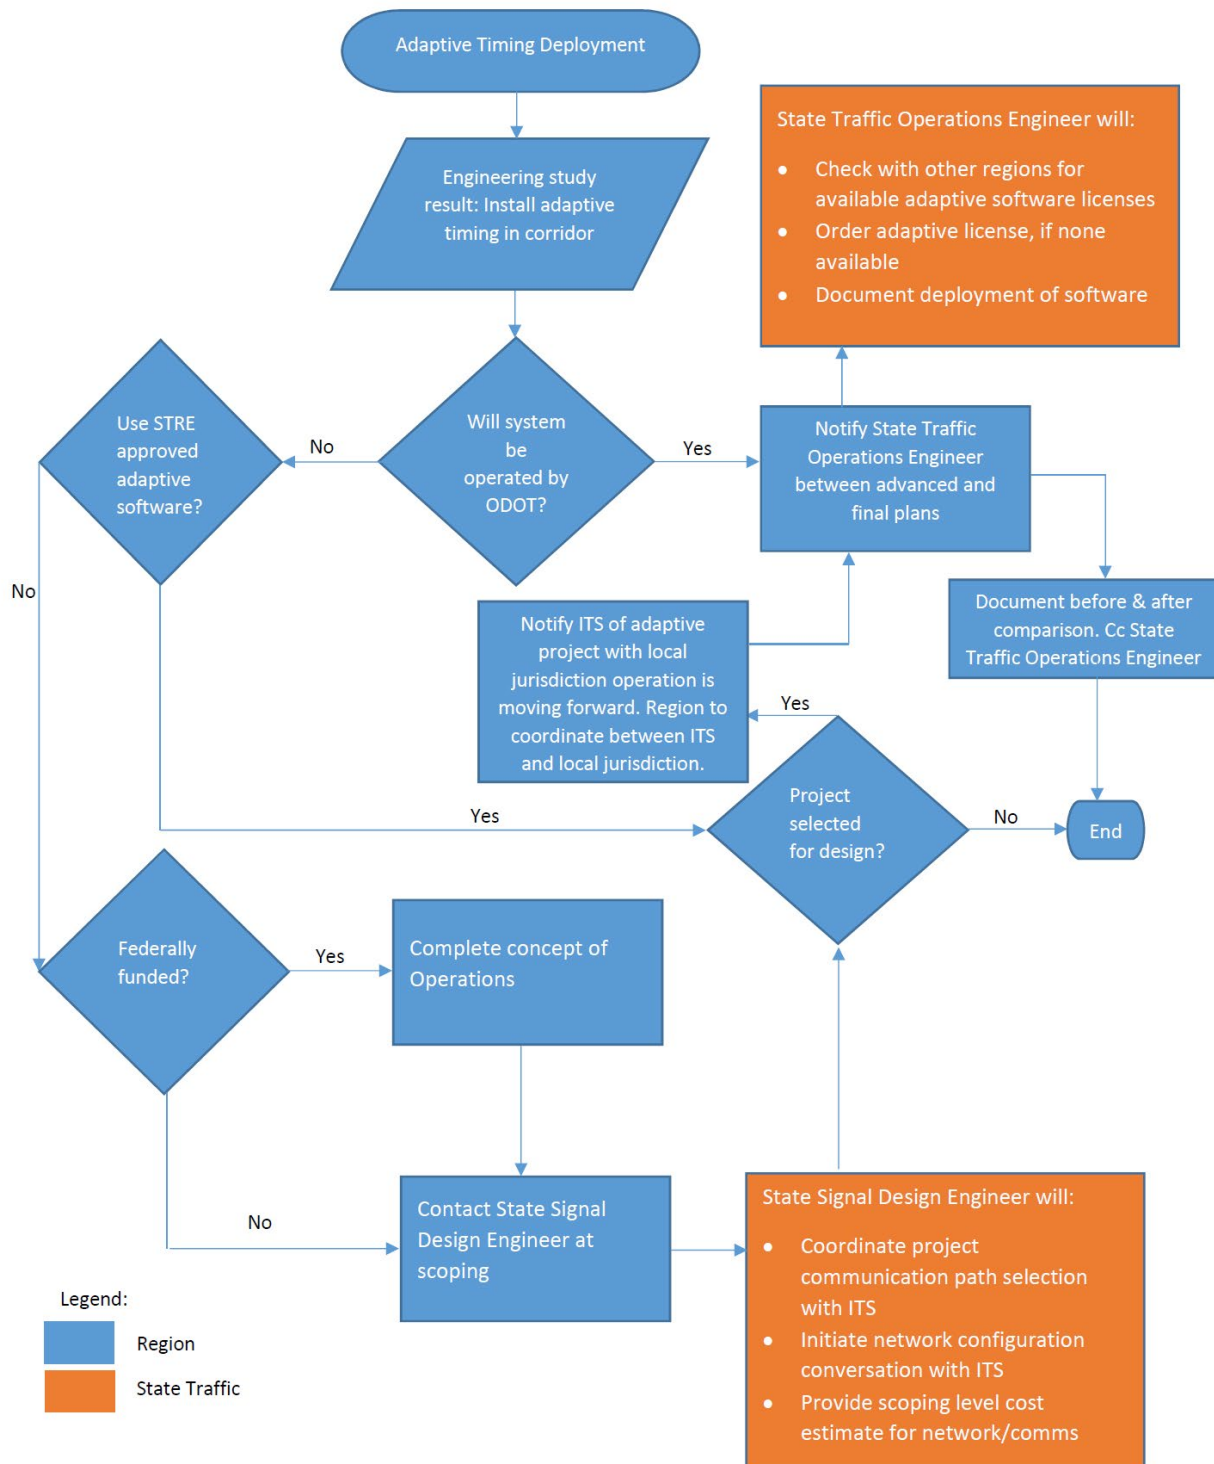 Adaptive Timing Deployment
Engineering study
result: Install adaptive
timing in corridor
State Traffic Operations Engineer will:
• Check with other regions for
available adaptive software licenses
• Order adaptive license, if none
available
• Document deployment of software
Use STRE
approved
adaptive
software?
No
Will system
be
operated by
ODOT?
Yes
Notify State Traffic
Operations Engineer
between advanced and
final plans
No
Notify ITS of adaptive
project with local
jurisdiction operation is
moving forward. Region to
coordinate between ITS
and local jurisdiction.
Document before & after
comparison. Cc State
Traffic Operations Engineer
Yes
Yes
Project
selected
for design?
No
End
Federally
funded?
Yes
Complete concept of
Operations
No
Contact State Signal
Design Engineer at
scoping
State Signal Design Engineer will:
• Coordinate project
communication path selection
with ITS
• Initiate network configuration
conversation with ITS
• Provide scoping level cost
estimate for network/comms
Legend:
Region
State Traffic